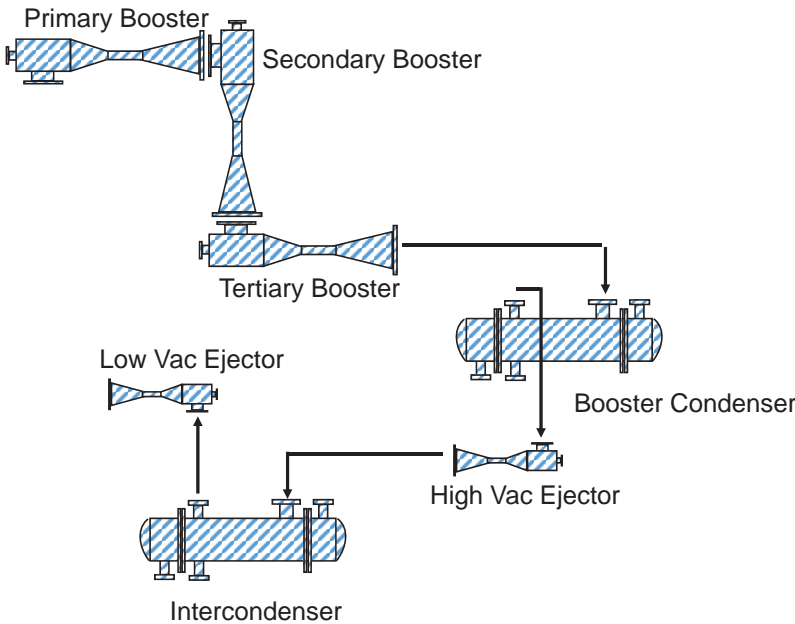 Primary Booster
Secondary Booster
Tertiary Booster
Low Vac Ejector
Booster Condenser
High Vac Ejector
Intercondenser